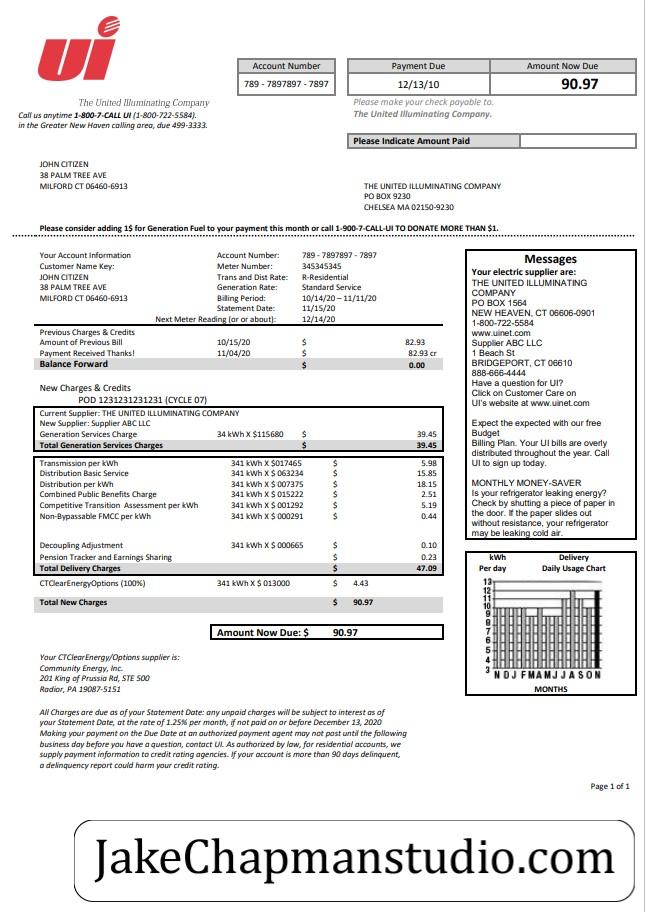 ui
Account Number
Payment Due
Amount Now Due
789 - 7897897 - 7897
12/13/10
90.97
The United Illuminating Company
Call us anytime 1-800-7-CALL UI (1-800-722-5584).
in the Greater New Haven calling area, due 499-3333.
Please make your check payable to.
The United Illuminating Company.
Please Indicate Amount Paid
JOHN CITIZEN
38 PALM TREE AVE
MILFORD CT 06460-6913
THE UNITED ILLUMINATING COMPANY
PO BOX 9230
CHELSEA MA 02150-9230
Please consider adding 1$ for Generation Fuel to your payment this month or call 1-900-7-CALL-UI TO DONATE MORE THAN $1.
Your Account Information
Customer Name Key:
JOHN CITIZEN
38 PALM TREE AVE
MILFORD CT 06460-6913
Account Number: 789 - 7897897 - 7897
Meter Number: 345345345
Trans and Dist Rate: R-Residential
Generation Rate: Standard Service
Billing Period: 10/14/20 – 11/11/20
Statement Date: 11/15/20
Next Meter Reading (or or about): 12/14/20
Previous Charges & Credits
Amount of Previous Bill 10/15/20 $ 82.93
Payment Received Thanks! 11/04/20 $ 82.93 cr
Balance Forward $ 0.00
New Charges & Credits
POD 1231231231231 (CYCLE 07)
Current Supplier: THE UNITED ILLUMINATING COMPANY
New Supplier: Supplier ABC LLC
Generation Services Charge 34 kWh X $115680 $ 39.45
Total Generation Services Charges $ 39.45
Transmission per kWh 341 kWh X $017465 $ 5.98
Distribution Basic Service 341 kWh X $ 063234 $ 15.85
Distribution per kWh 341 kWh X $ 007375 $ 18.15
Combined Public Benefits Charge 341 kWh X $ 015222 $ 2.51
Competitive Transition Assessment per kWh 341 kWh X $ 001292 $ 5.19
Non-Bypassable FMCC per kWh 341 kWh X $ 000291 $ 0.44
Decoupling Adjustment 341 kWh X $ 000665 $ 0.10
Pension Tracker and Earnings Sharing $ 0.23
Total Delivery Charges $ 47.09
CTClearEnergyOptions (100%) 341 kWh X $ 013000 $ 4.43
Total New Charges $ 90.97
Amount Now Due: $ 90.97
Your CTClearEnergy/Options supplier is:
Community Energy, Inc.
201 King of Prussia Rd, STE 500
Radior, PA 19087-5151
All Charges are due as of your Statement Date: any unpaid charges will be subject to interest as of
your Statement Date, at the rate of 1.25% per month, if not paid on or before December 13, 2020
Making your payment on the Due Date at an authorized payment agent may not post until the following
business day before you have a question, contact UI. As authorized by law, for residential accounts, we
supply payment information to credit rating agencies. If your account is more than 90 days delinquent,
a delinquency report could harm your credit rating.
Messages
Your electric supplier are:
THE UNITED ILLUMINATING
COMPANY
PO BOX 1564
NEW HEAVEN, CT 06606-0901
1-800-722-5584
www.uinet.com
Supplier ABC LLC
1 Beach St
BRIDGEPORT, CT 06610
888-666-4444
Have a question for UI?
Click on Customer Care on
UI's website at www.uinet.com
Expect the expected with our free
Budget
Billing Plan. Your UI bills are overly
distributed throughout the year. Call
UI to sign up today.
MONTHLY MONEY-SAVER
Is your refrigerator leaking energy?
Check by shutting a piece of paper in
the door. If the paper slides out
without resistance, your refrigerator
may be leaking cold air.
kWh Delivery
Per day Daily Usage Chart
13
12
11
10
9
8
7
6
5
4
3
N D J F M A M J J A S O N
MONTHS
Page 1 of 1
JakeChapmanstudio.com